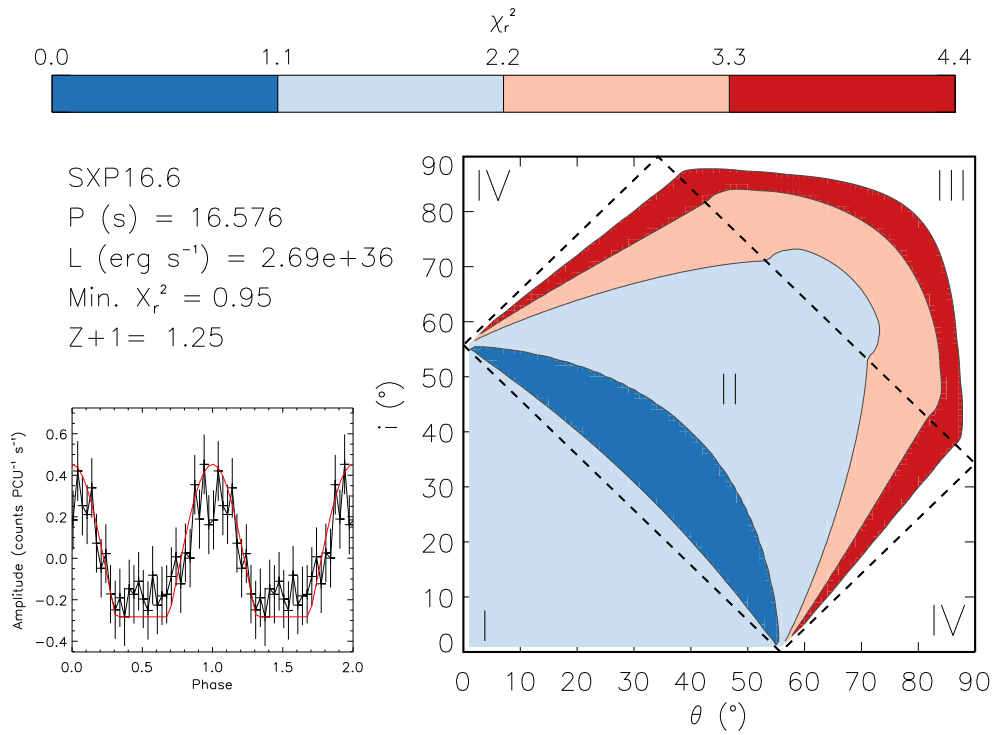 χr²
0.0 1.1 2.2 3.3 4.4
SXP16.6
P (s) = 16.576
L (erg s⁻¹) = 2.69e+36
Min. Χr² = 0.95
Z+1= 1.25
Amplitude (counts PCU⁻¹ s⁻¹)
0.6
0.4
0.2
0.0
−0.2
−0.4
0.0 0.5 1.0 1.5 2.0
Phase
i (°)
90
80
70
60
50
40
30
20
10
0
IV III
II
I IV
0 10 20 30 40 50 60 70 80 90
θ (°)